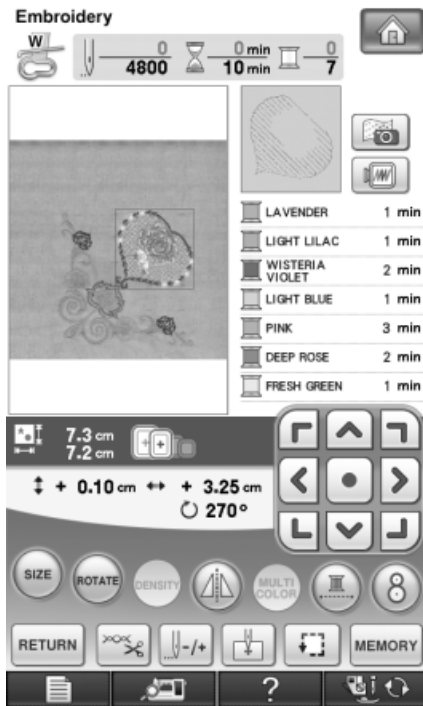 Embroidery
W
0 0 min 0
4800 10 min 7
LAVENDER 1 min
LIGHT LILAC 1 min
WISTERIA
VIOLET 2 min
LIGHT BLUE 1 min
PINK 3 min
DEEP ROSE 2 min
FRESH GREEN 1 min
7.3 cm
7.2 cm
+ 0.10 cm + 3.25 cm
270°
SIZE ROTATE DENSITY MULTI
COLOR 8
RETURN -/+ MEMORY
?